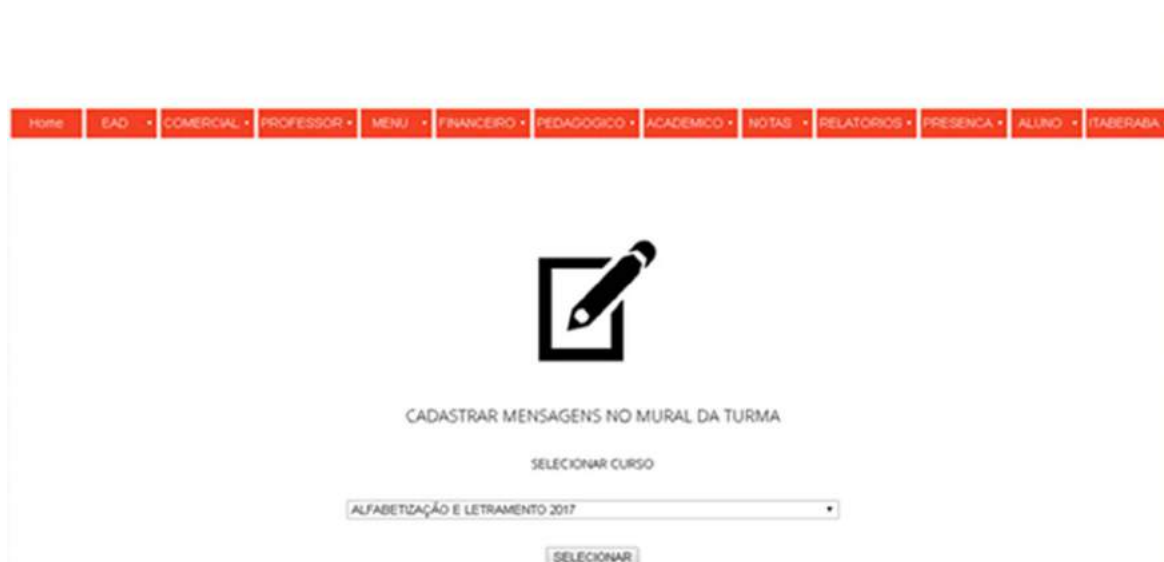 Home EAD COMERCIAL PROFESSOR MENU FINANCEIRO PEDAGOGICO ACADEMICO NOTAS RELATORIOS PRESENCA ALUNO ITABERABA
CADASTRAR MENSAGENS NO MURAL DA TURMA
SELECIONAR CURSO
ALFABETIZAÇÃO E LETRAMENTO 2017
SELECIONAR